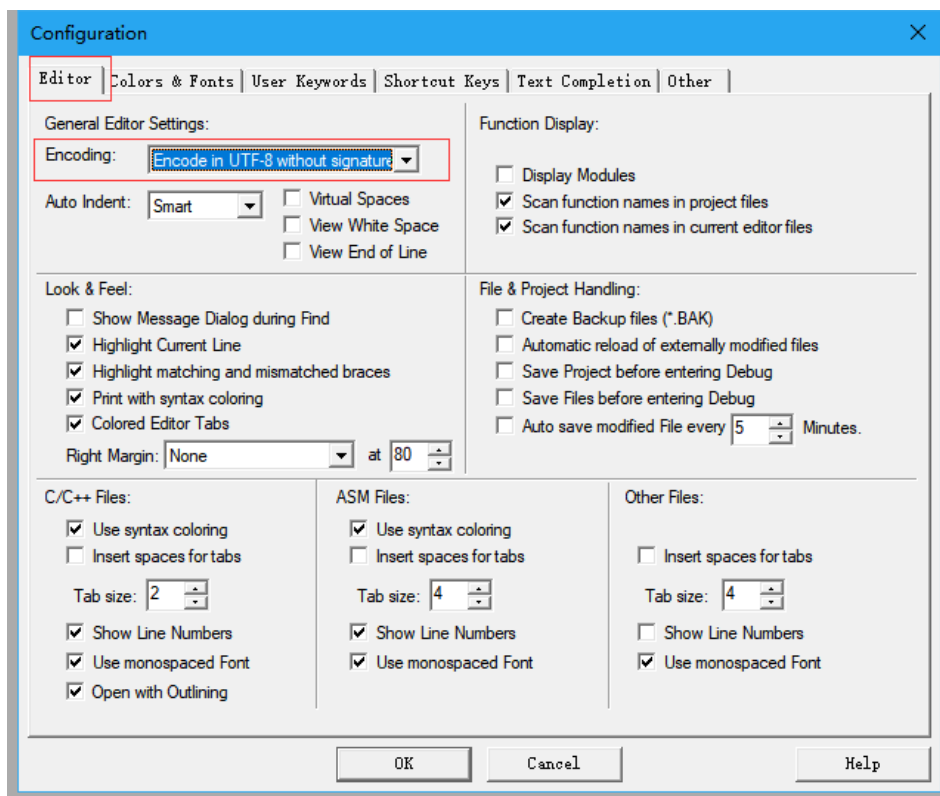 Configuration
Editor Colors & Fonts User Keywords Shortcut Keys Text Completion Other
General Editor Settings:
Encoding: Encode in UTF-8 without signature
Auto Indent: Smart
Virtual Spaces
View White Space
View End of Line
Function Display:
Display Modules
Scan function names in project files
Scan function names in current editor files
Look & Feel:
Show Message Dialog during Find
Highlight Current Line
Highlight matching and mismatched braces
Print with syntax coloring
Colored Editor Tabs
Right Margin: None at 80
File & Project Handling:
Create Backup files (*.BAK)
Automatic reload of externally modified files
Save Project before entering Debug
Save Files before entering Debug
Auto save modified File every 5 Minutes.
C/C++ Files:
Use syntax coloring
Insert spaces for tabs
Tab size: 2
Show Line Numbers
Use monospaced Font
Open with Outlining
ASM Files:
Use syntax coloring
Insert spaces for tabs
Tab size: 4
Show Line Numbers
Use monospaced Font
Other Files:
Insert spaces for tabs
Tab size: 4
Show Line Numbers
Use monospaced Font
OK Cancel Help